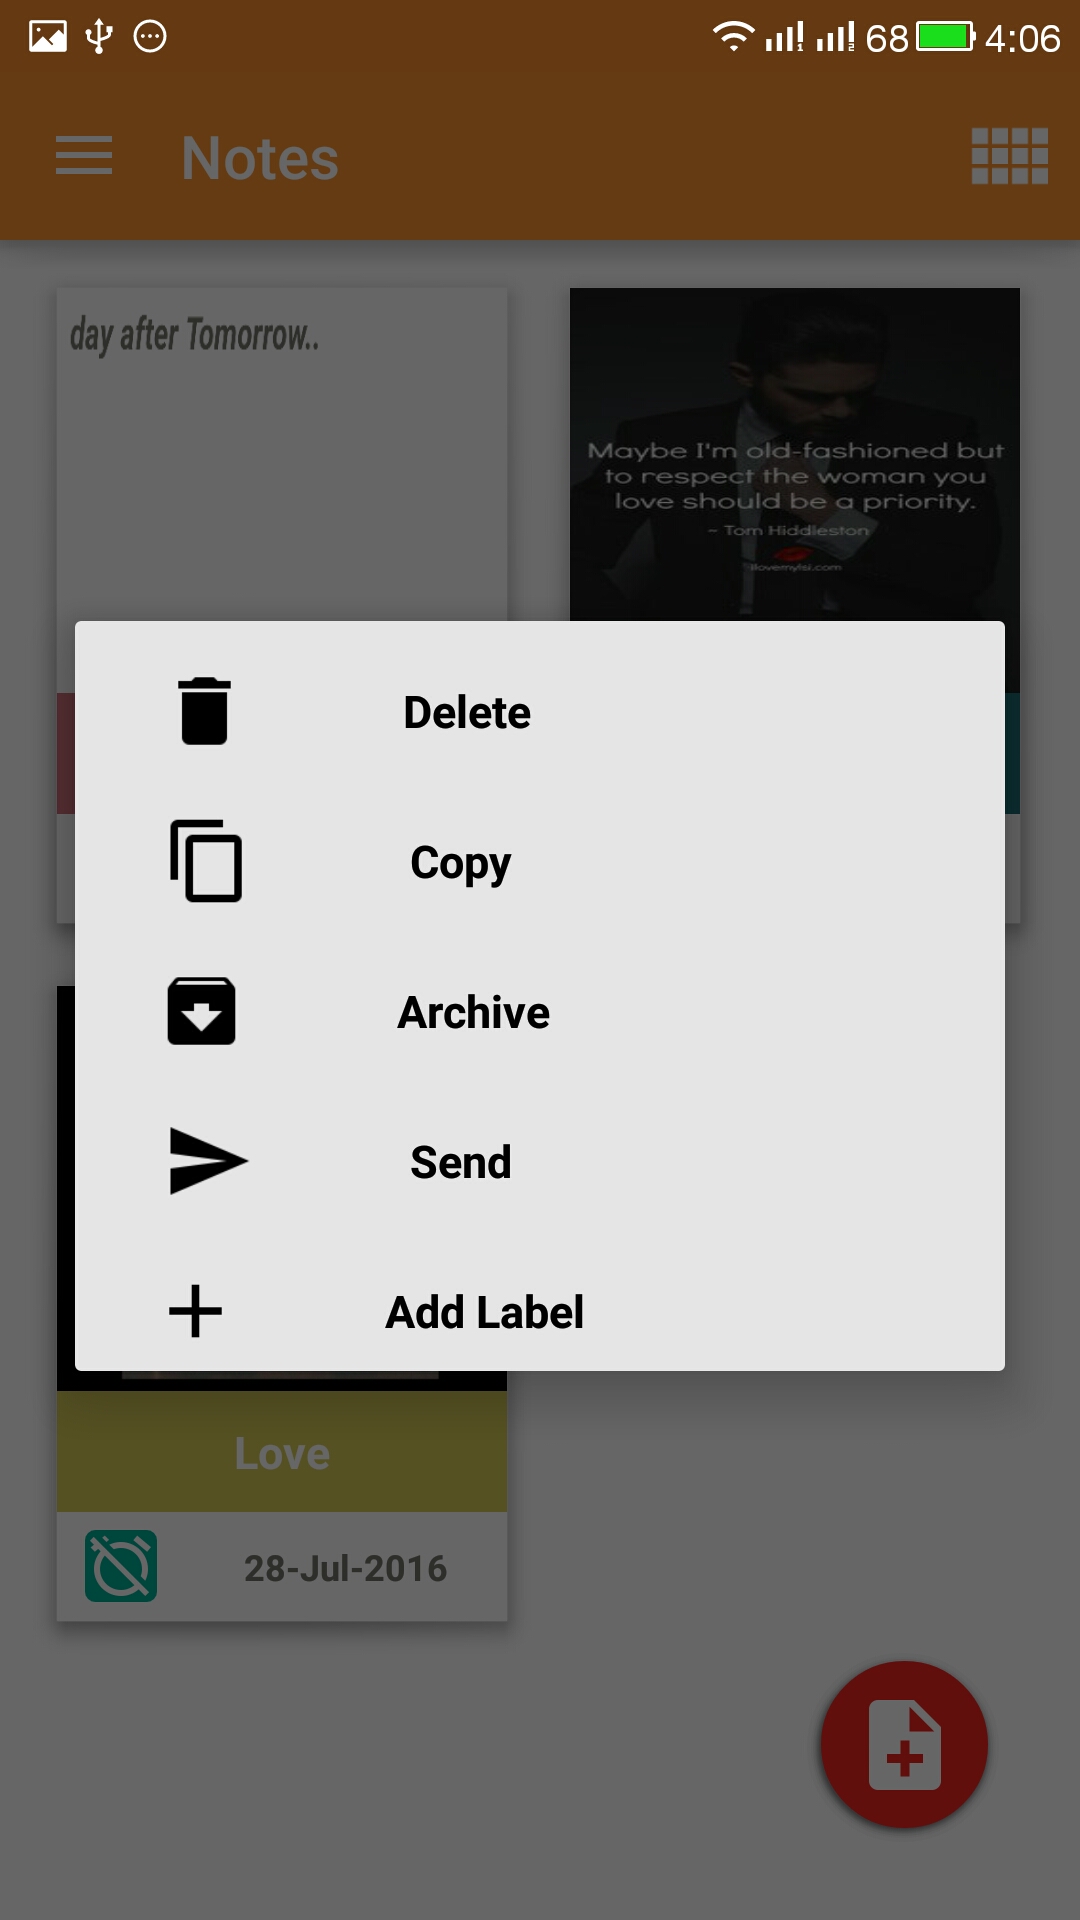 68 4:06
Notes
day after Tomorrow..
Maybe I'm old-fashioned but
to respect the woman you
love should be a priority.
~ Tom Hiddleston
ilovemylsi.com
Delete
Copy
Archive
Send
Add Label
Love
28-Jul-2016